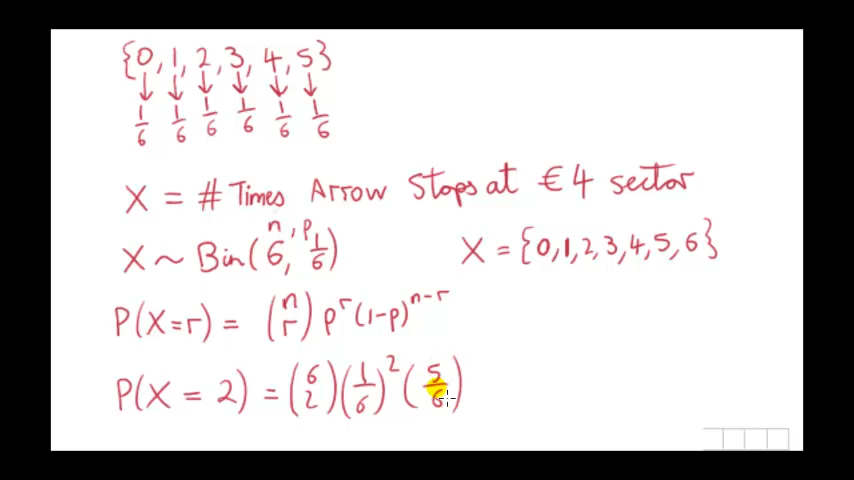 {0, 1, 2, 3, 4, 5}
↓ ↓ ↓ ↓ ↓ ↓
1/6 1/6 1/6 1/6 1/6 1/6
X = # Times Arrow Stops at €4 sector
n, p
X ~ Bin(6, 1/6) X = {0,1,2,3,4,5,6}
P(X=r) = (n r) p^r (1-p)^n-r
P(X = 2) = (6 2)(1/6)^2(5/6)